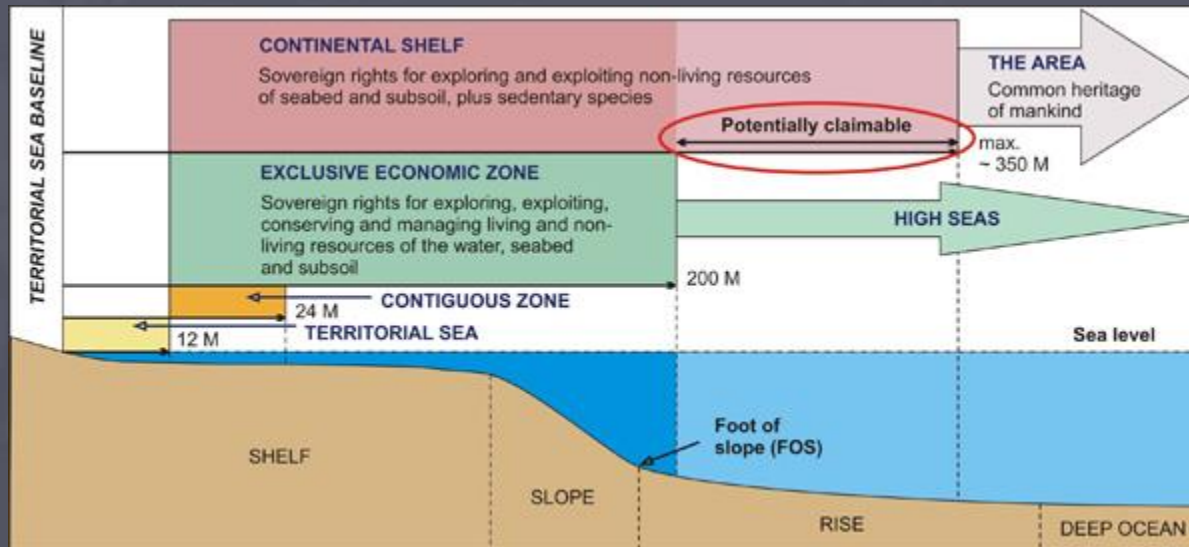 TERRITORIAL SEA BASELINE
CONTINENTAL SHELF
Sovereign rights for exploring and exploiting non-living resources
of seabed and subsoil, plus sedentary species
THE AREA
Common heritage
of mankind
Potentially claimable
max.
~ 350 M
EXCLUSIVE ECONOMIC ZONE
Sovereign rights for exploring, exploiting,
conserving and managing living and non-
living resources of the water, seabed
and subsoil
HIGH SEAS
200 M
CONTIGUOUS ZONE
24 M
TERRITORIAL SEA
12 M
Sea level
Foot of
slope (FOS)
SHELF
SLOPE
RISE
DEEP OCEAN